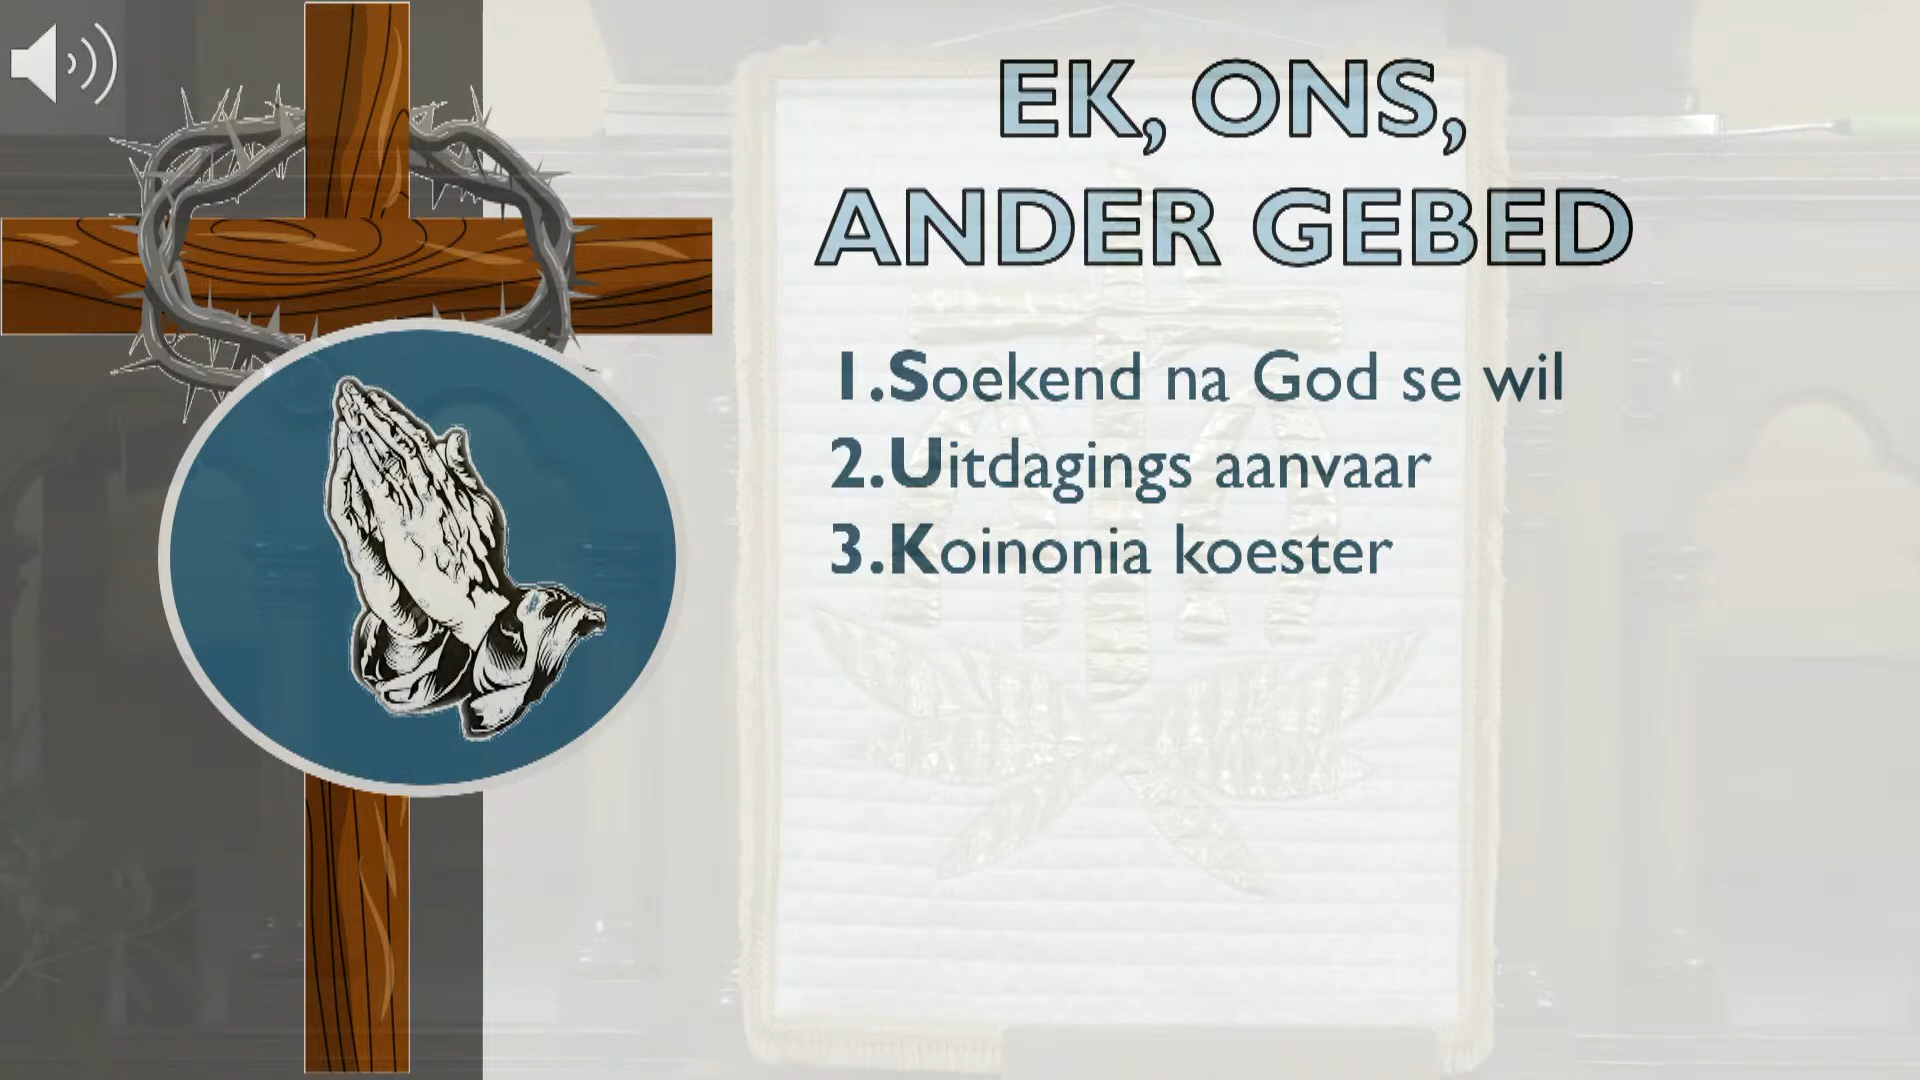 EK, ONS,
ANDER GEBED
1.Soekend na God se wil
2.Uitdagings aanvaar
3.Koinonia koester